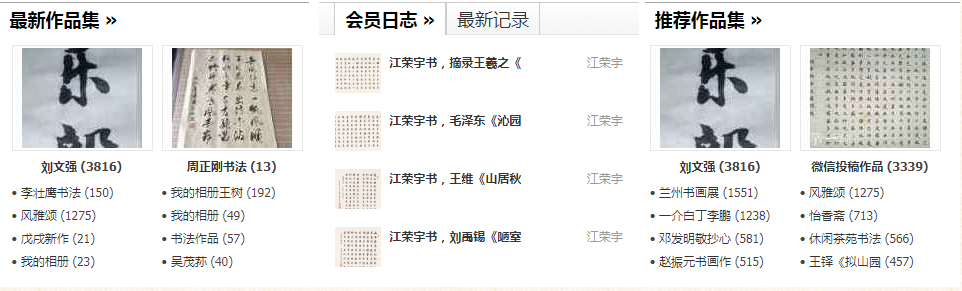 最新作品集 »
刘文强 (3816)
周正刚书法 (13)
• 李壮鹰书法 (150)
• 我的相册王树 (192)
• 风雅颂 (1275)
• 我的相册 (49)
• 戊戌新作 (21)
• 书法作品 (57)
• 我的相册 (23)
• 吴茂荪 (40)
会员日志 »
最新记录
江荣宇书，摘录王羲之《
江荣宇
江荣宇书，毛泽东《沁园
江荣宇
江荣宇书，王维《山居秋
江荣宇
江荣宇书，刘禹锡《陋室
江荣宇
推荐作品集 »
刘文强 (3816)
微信投稿作品 (3339)
• 兰州书画展 (1551)
• 风雅颂 (1275)
• 一介白丁李鹏 (1238)
• 怡香斋 (713)
• 邓发明敬抄心 (581)
• 休闲茶苑书法 (566)
• 赵振元书画作 (515)
• 王铎《拟山园 (457)